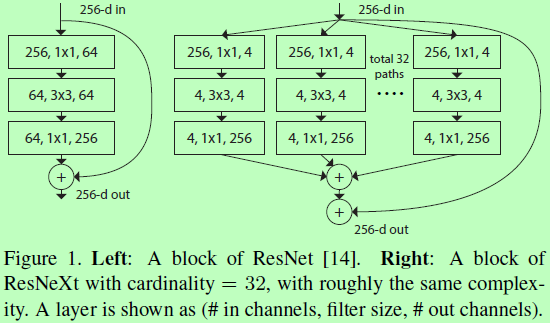 256-d in
256, 1x1, 64
64, 3x3, 64
64, 1x1, 256
+
256-d out
256-d in
256, 1x1, 4
256, 1x1, 4
total 32
paths
....
256, 1x1, 4
4, 3x3, 4
4, 3x3, 4
4, 3x3, 4
4, 1x1, 256
4, 1x1, 256
4, 1x1, 256
+
+
256-d out
Figure 1. Left: A block of ResNet [14]. Right: A block of
ResNeXt with cardinality = 32, with roughly the same complex-
ity. A layer is shown as (# in channels, filter size, # out channels).